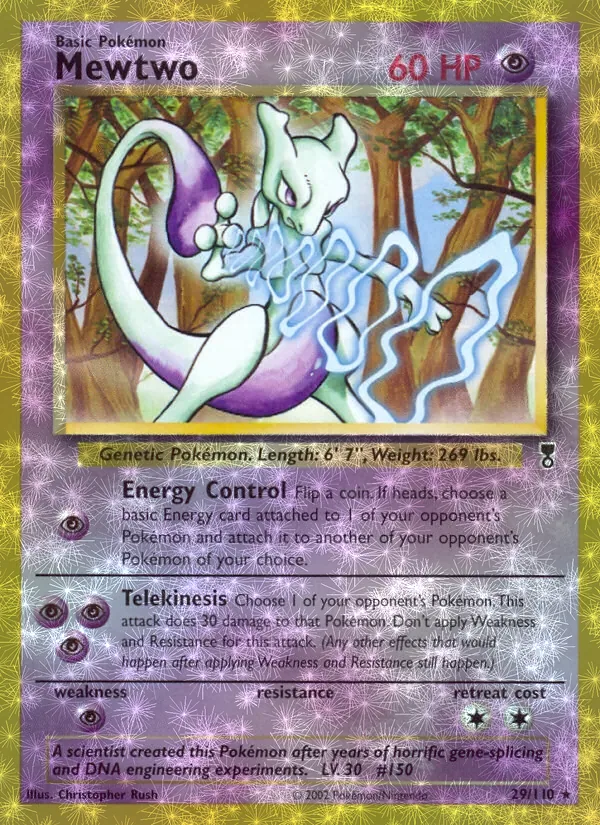 Basic Pokémon
Mewtwo 60 HP
Genetic Pokémon. Length: 6' 7", Weight: 269 lbs.
Energy Control Flip a coin. If heads, choose a
basic Energy card attached to 1 of your opponent's
Pokémon and attach it to another of your opponent's
Pokémon of your choice.
Telekinesis Choose 1 of your opponent's Pokémon. This
attack does 30 damage to that Pokémon. Don't apply Weakness
and Resistance for this attack. (Any other effects that would
happen after applying Weakness and Resistance still happen.)
weakness resistance retreat cost
A scientist created this Pokémon after years of horrific gene-splicing
and DNA engineering experiments. LV. 30 #150
Illus. Christopher Rush © 2002 Pokémon/Nintendo 29/110 ★